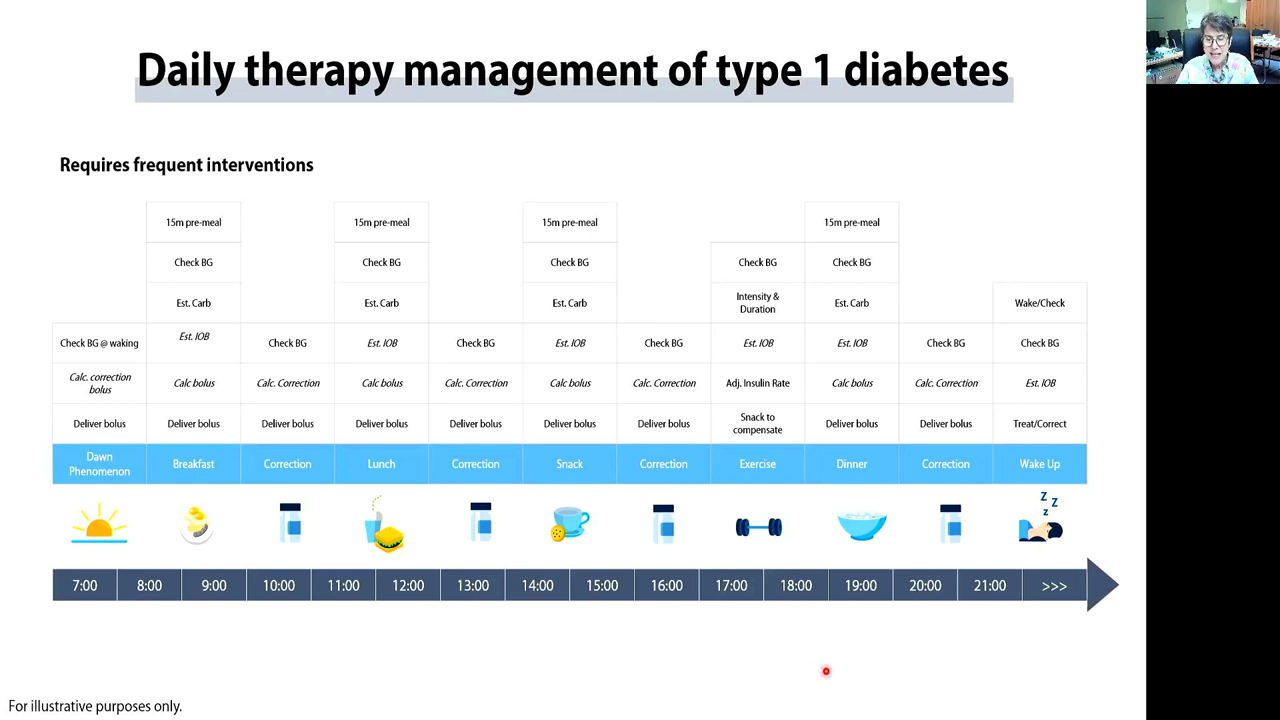 Daily therapy management of type 1 diabetes
Requires frequent interventions
15m pre-meal 15m pre-meal 15m pre-meal 15m pre-meal
Check BG Check BG Check BG Check BG Check BG
Est. Carb Est. Carb Est. Carb Intensity & Duration Est. Carb Wake/Check
Check BG @ waking Est. IOB Check BG Est. IOB Check BG Est. IOB Check BG Est. IOB Est. IOB Check BG Check BG
Calc. correction bolus Calc bolus Calc. Correction Calc bolus Calc. Correction Calc bolus Calc. Correction Adj. Insulin Rate Calc bolus Calc. Correction Est. IOB
Deliver bolus Deliver bolus Deliver bolus Deliver bolus Deliver bolus Deliver bolus Deliver bolus Snack to compensate Deliver bolus Deliver bolus Treat/Correct
Dawn Phenomenon Breakfast Correction Lunch Correction Snack Correction Exercise Dinner Correction Wake Up
Z Z z
7:00 8:00 9:00 10:00 11:00 12:00 13:00 14:00 15:00 16:00 17:00 18:00 19:00 20:00 21:00 >>>
For illustrative purposes only.